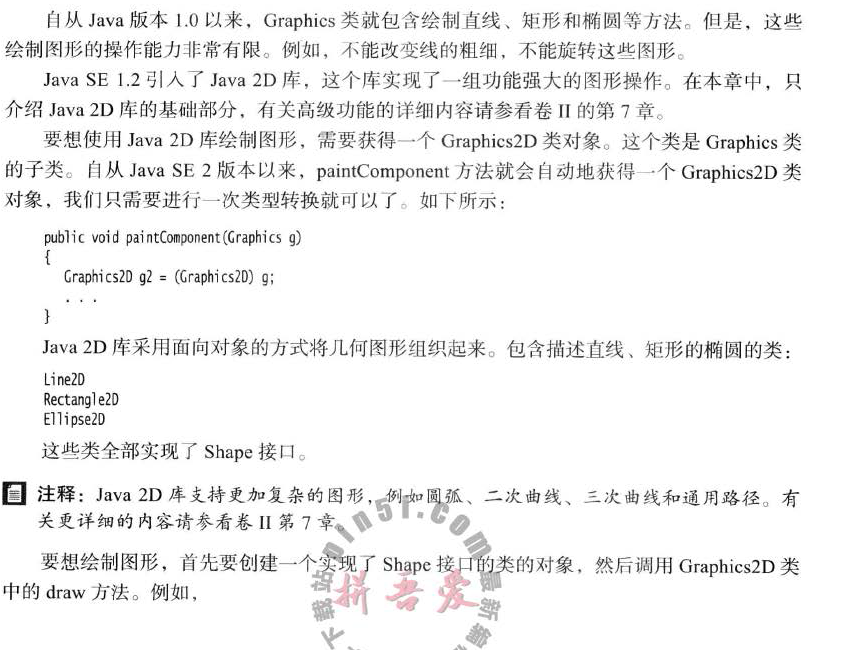 自从 Java 版本 1.0 以来，Graphics 类就包含绘制直线、矩形和椭圆等方法。但是，这些
绘制图形的操作能力非常有限。例如，不能改变线的粗细，不能旋转这些图形。
Java SE 1.2 引入了 Java 2D 库，这个库实现了一组功能强大的图形操作。在本章中，只
介绍 Java 2D 库的基础部分，有关高级功能的详细内容请参看卷 II 的第 7 章。
要想使用 Java 2D 库绘制图形，需要获得一个 Graphics2D 类对象。这个类是 Graphics 类
的子类。自从 Java SE 2 版本以来，paintComponent 方法就会自动地获得一个 Graphics2D 类
对象，我们只需要进行一次类型转换就可以了。如下所示：
public void paintComponent(Graphics g)
{
Graphics2D g2 = (Graphics2D) g;
. . .
}
Java 2D 库采用面向对象的方式将几何图形组织起来。包含描述直线、矩形的椭圆的类：
Line2D
Rectangle2D
Ellipse2D
这些类全部实现了 Shape 接口。
注释：Java 2D 库支持更加复杂的图形，例如圆弧、二次曲线、三次曲线和通用路径。有
关更详细的内容请参看卷 II 第 7 章。
要想绘制图形，首先要创建一个实现了 Shape 接口的类的对象，然后调用 Graphics2D 类
中的 draw 方法。例如，
pin5i.com
拼吾爱
下载站
最新编